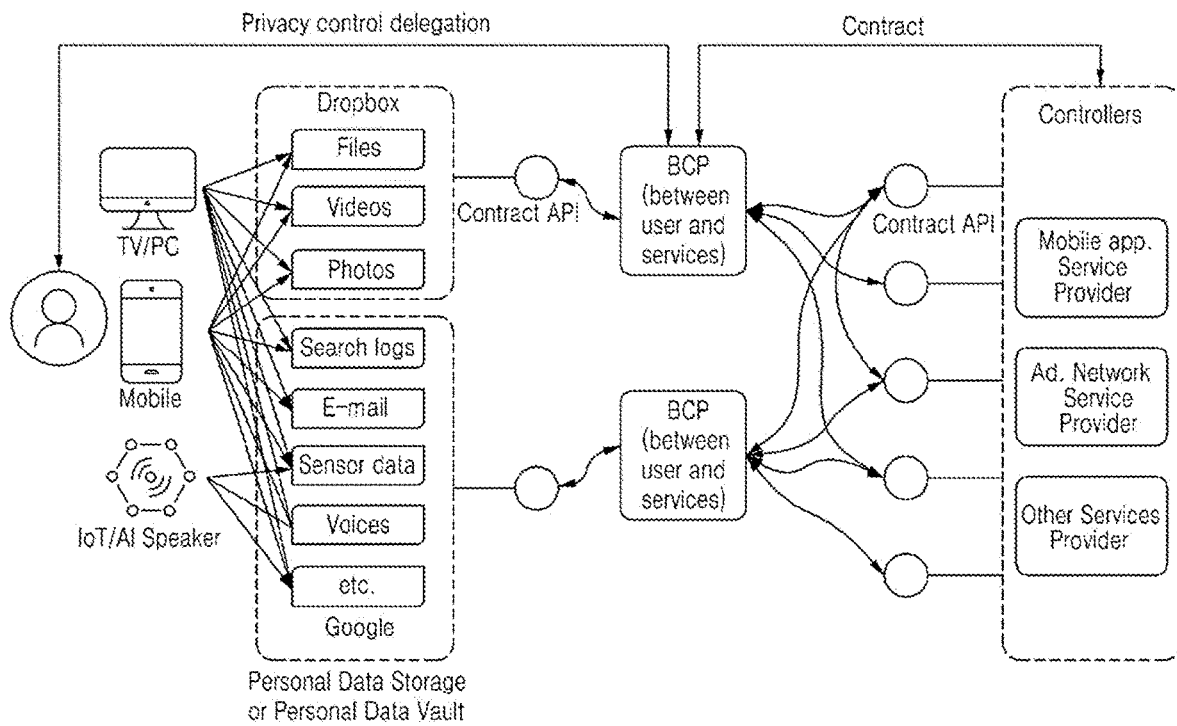 Privacy control delegation
Contract
Dropbox
Files
Videos
Photos
TV/PC
Mobile
IoT/AI Speaker
Search logs
E-mail
Sensor data
Voices
etc.
Google
Personal Data Storage
or Personal Data Vault
Contract API
BCP
(between
user and
services)
BCP
(between
user and
services)
Contract API
Controllers
Mobile app.
Service
Provider
Ad. Network
Service
Provider
Other Services
Provider